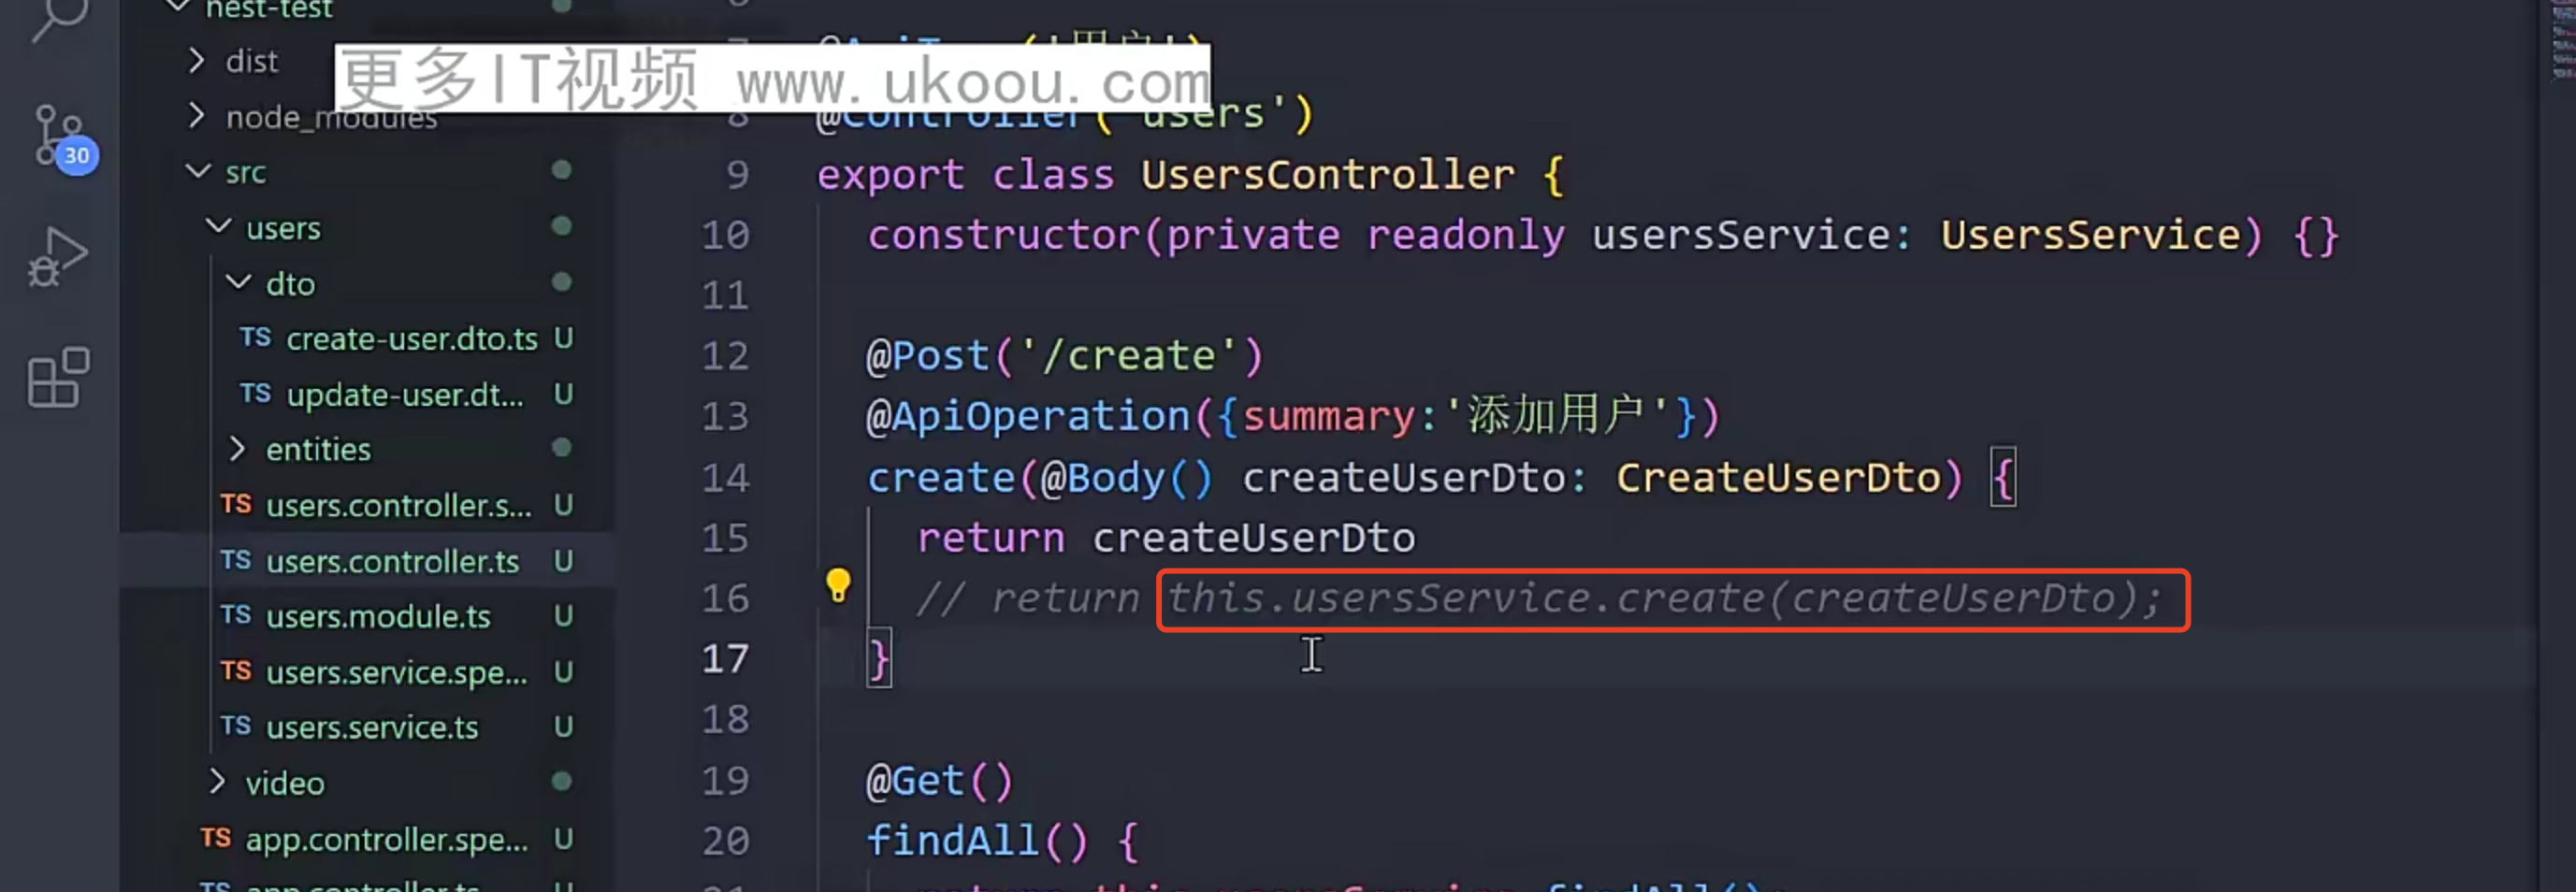 nest-test
dist
node_modules
30
src
users
dto
TS create-user.dto.ts U
TS update-user.dt... U
entities
TS users.controller.s... U
TS users.controller.ts U
TS users.module.ts U
TS users.service.spe... U
TS users.service.ts U
video
TS app.controller.spe... U
TS app.controller.ts U
更多IT视频 www.ukoou.com
8 @Controller('users')
9 export class UsersController {
10 constructor(private readonly usersService: UsersService) {}
11
12 @Post('/create')
13 @ApiOperation({summary:'添加用户'})
14 create(@Body() createUserDto: CreateUserDto) {
15 return createUserDto
16 // return this.usersService.create(createUserDto);
17 }
18
19 @Get()
20 findAll() {
21 return this.usersService.findAll();